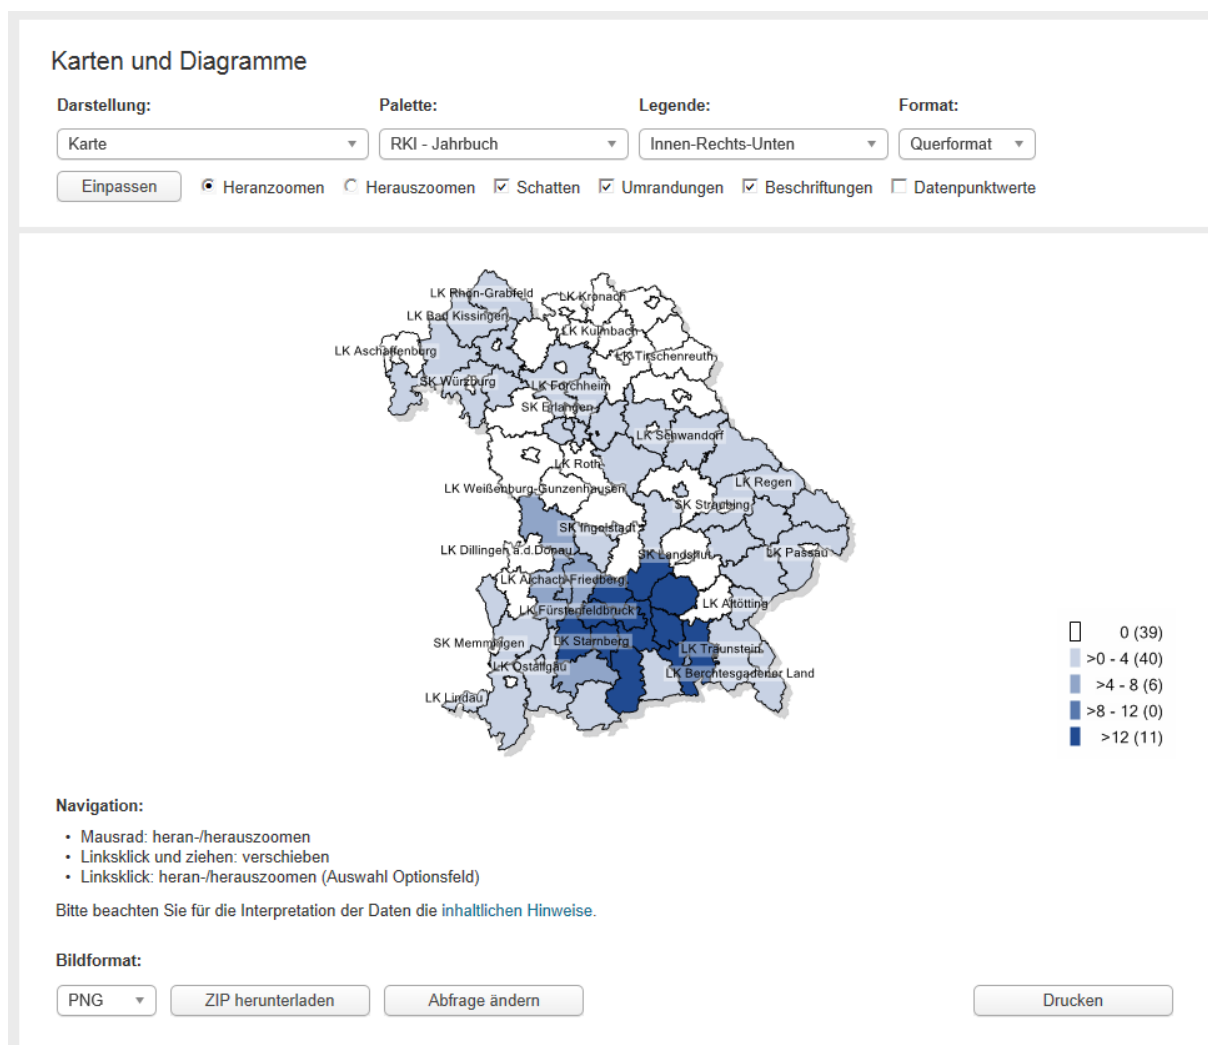 Karten und Diagramme
Darstellung: Palette: Legende: Format:
Karte RKI - Jahrbuch Innen-Rechts-Unten Querformat
Einpassen Heranzoomen Herauszoomen Schatten Umrandungen Beschriftungen Datenpunktwerte
LK Rhön-Grabfeld
LK Kronach
LK Bad Kissingen
LK Kulmbach
LK Aschaffenburg
LK Tirschenreuth
SK Würzburg
LK Forchheim
SK Erlangen
LK Schwandorf
LK Roth
LK Regen
LK Weißenburg-Gunzenhausen
SK Straubing
SK Ingolstadt
LK Dillingen a.d.Donau
SK Landshut
LK Passau
LK Aichach-Friedberg
LK Altötting
LK Fürstenfeldbruck
SK Memmingen
LK Starnberg
LK Traunstein
LK Ostallgäu
LK Berchtesgadener Land
LK Lindau
0 (39)
>0 - 4 (40)
>4 - 8 (6)
>8 - 12 (0)
>12 (11)
Navigation:
• Mausrad: heran-/herauszoomen
• Linksklick und ziehen: verschieben
• Linksklick: heran-/herauszoomen (Auswahl Optionsfeld)
Bitte beachten Sie für die Interpretation der Daten die inhaltlichen Hinweise.
Bildformat:
PNG ZIP herunterladen Abfrage ändern Drucken